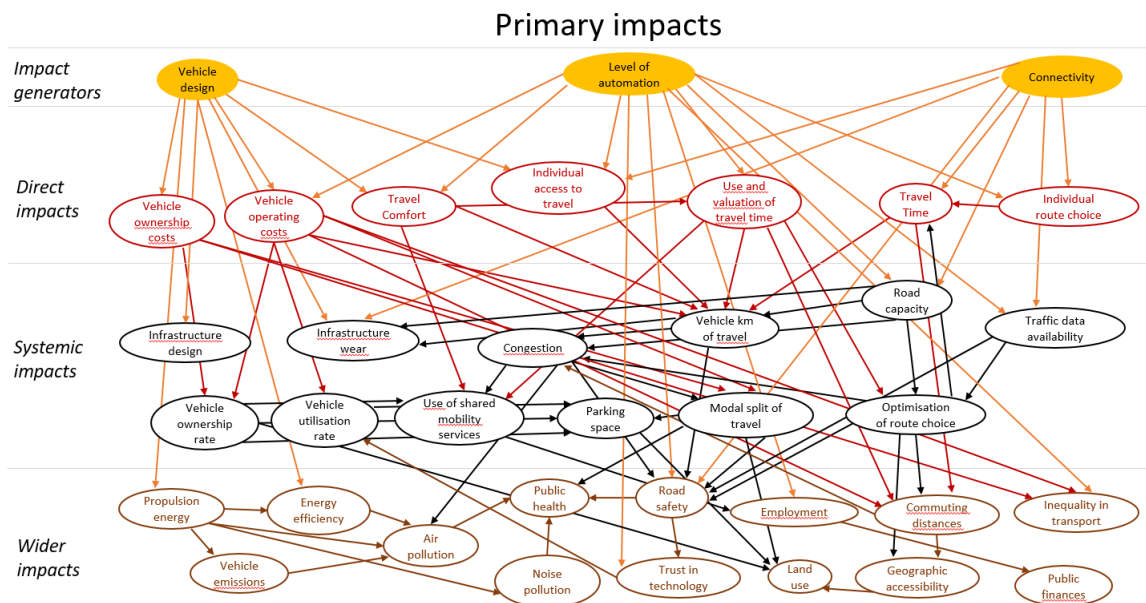 Primary impacts
Impact
generators
Vehicle
design
Level of
automation
Connectivity
Direct
impacts
Vehicle
ownership
costs
Vehicle
operating
costs
Travel
Comfort
Individual
access to
travel
Use and
valuation of
travel time
Travel
Time
Individual
route choice
Systemic
impacts
Infrastructure
design
Infrastructure
wear
Congestion
Vehicle km
of travel
Road
capacity
Traffic data
availability
Vehicle
ownership
rate
Vehicle
utilisation
rate
Use of shared
mobility
services
Parking
space
Modal split of
travel
Optimisation
of route choice
Wider
impacts
Propulsion
energy
Energy
efficiency
Vehicle
emissions
Air
pollution
Public
health
Noise
pollution
Road
safety
Trust in
technology
Employment
Land
use
Commuting
distances
Geographic
accessibility
Inequality in
transport
Public
finances